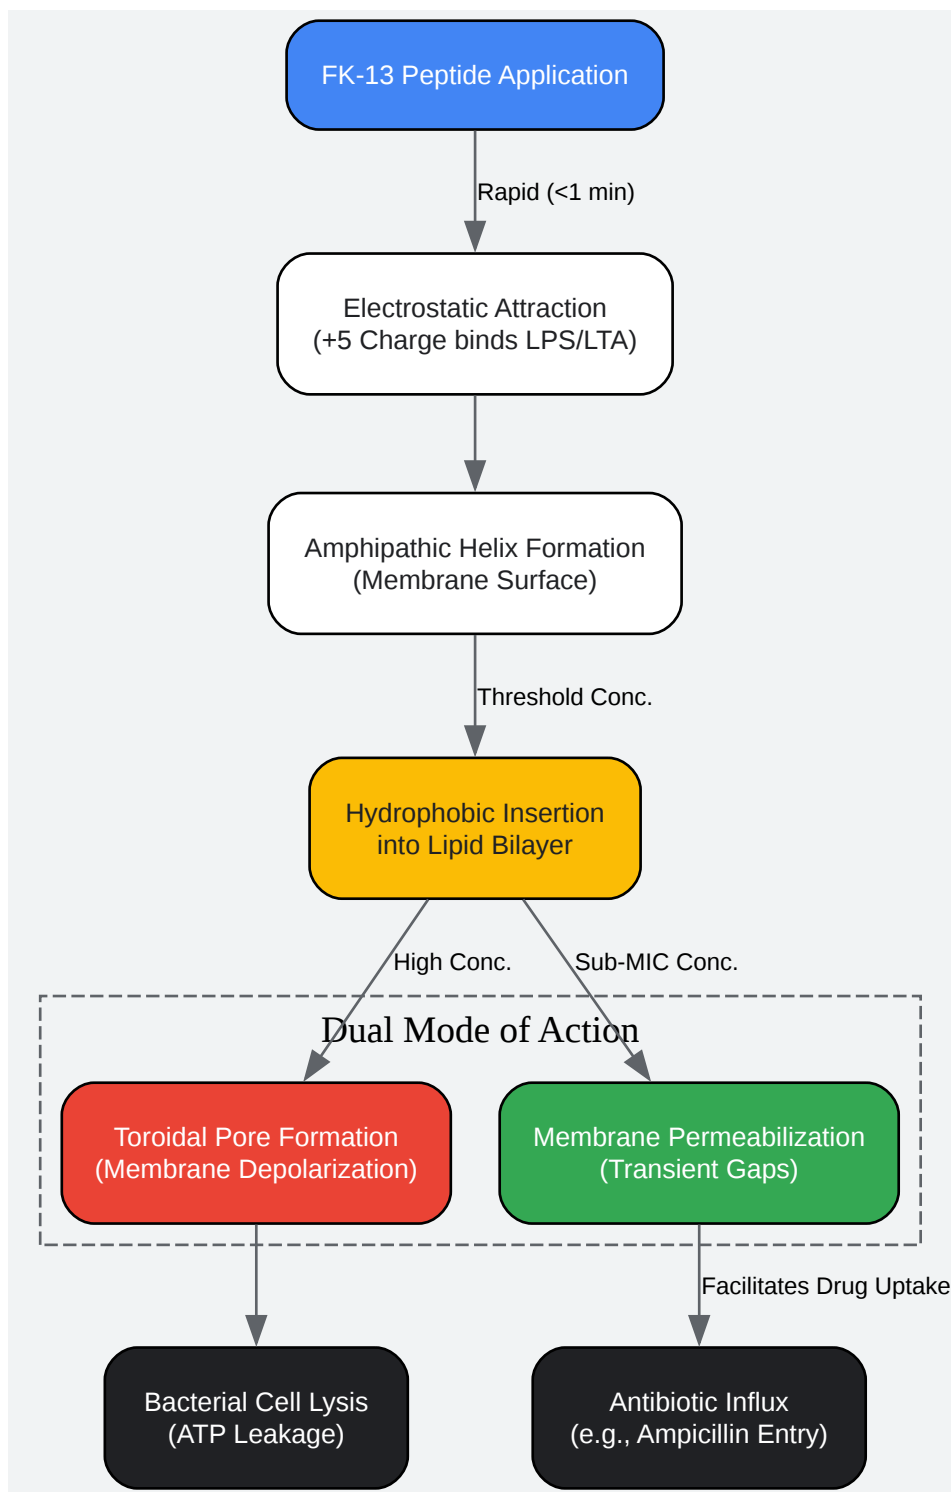 FK-13 Peptide Application
Rapid (<1 min)
Electrostatic Attraction
(+5 Charge binds LPS/LTA)
Amphipathic Helix Formation
(Membrane Surface)
Threshold Conc.
Hydrophobic Insertion
into Lipid Bilayer
High Conc.
Sub-MIC Conc.
Dual Mode of Action
Toroidal Pore Formation
(Membrane Depolarization)
Membrane Permeabilization
(Transient Gaps)
Facilitates Drug Uptake
Bacterial Cell Lysis
(ATP Leakage)
Antibiotic Influx
(e.g., Ampicillin Entry)